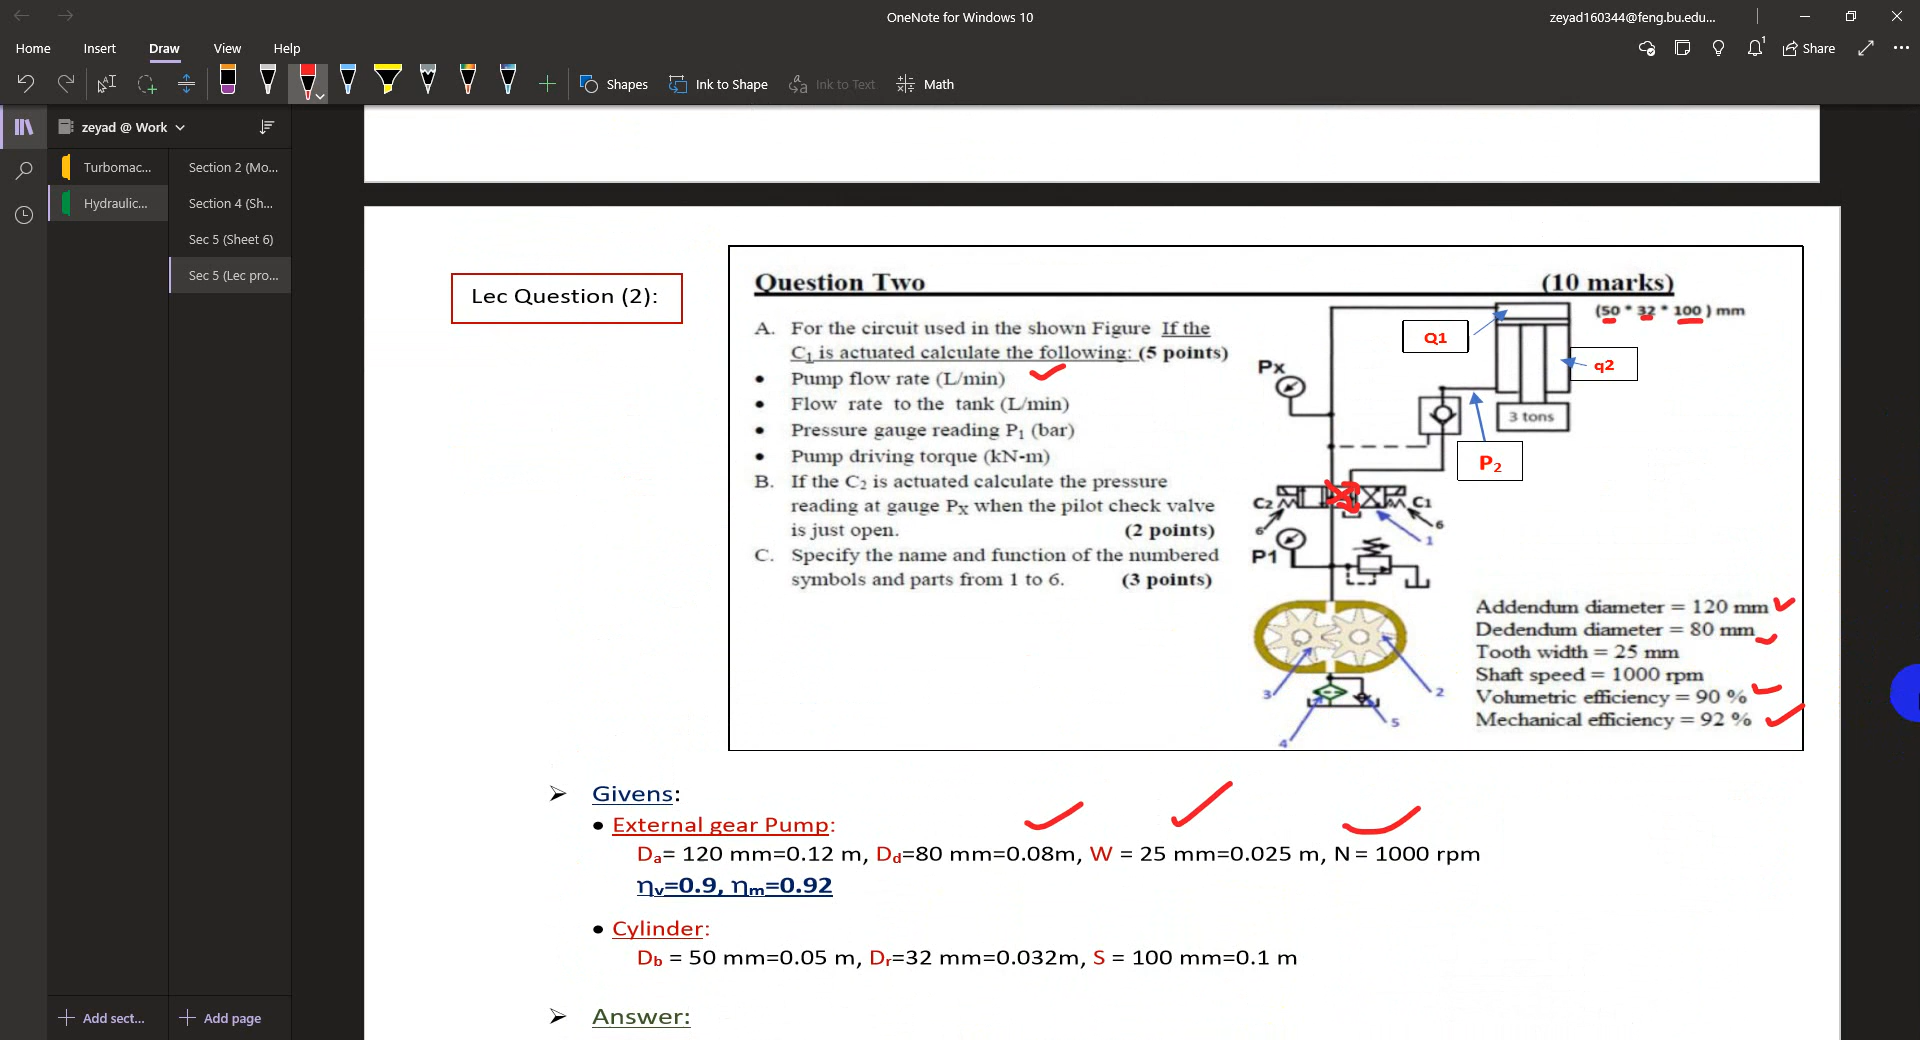 OneNote for Windows 10
zeyad160344@feng.bu.edu...
Home Insert Draw View Help
Share
Shapes Ink to Shape Ink to Text Math
zeyad @ Work
Turbomac...
Hydraulic...
Section 2 (Mo...
Section 4 (Sh...
Sec 5 (Sheet 6)
Sec 5 (Lec pro...
Add sect...
Add page
Lec Question (2):
Question Two (10 marks)
A. For the circuit used in the shown Figure If the
C₁ is actuated calculate the following: (5 points)
• Pump flow rate (L/min)
• Flow rate to the tank (L/min)
• Pressure gauge reading P₁ (bar)
• Pump driving torque (kN-m)
B. If the C₂ is actuated calculate the pressure
reading at gauge Pₓ when the pilot check valve
is just open. (2 points)
C. Specify the name and function of the numbered
symbols and parts from 1 to 6. (3 points)
(50 * 32 * 100 ) mm
Q1
q2
Px
3 tons
P₂
C2
C1
6
6
1
P1
3
2
4
5
Addendum diameter = 120 mm
Dedendum diameter = 80 mm
Tooth width = 25 mm
Shaft speed = 1000 rpm
Volumetric efficiency = 90 %
Mechanical efficiency = 92 %
➢ Givens:
• External gear Pump:
Dₐ= 120 mm=0.12 m, D_d=80 mm=0.08m, W = 25 mm=0.025 m, N= 1000 rpm
ηᵥ=0.9, ηₘ=0.92
• Cylinder:
D_b = 50 mm=0.05 m, Dᵣ=32 mm=0.032m, S = 100 mm=0.1 m
➢ Answer: